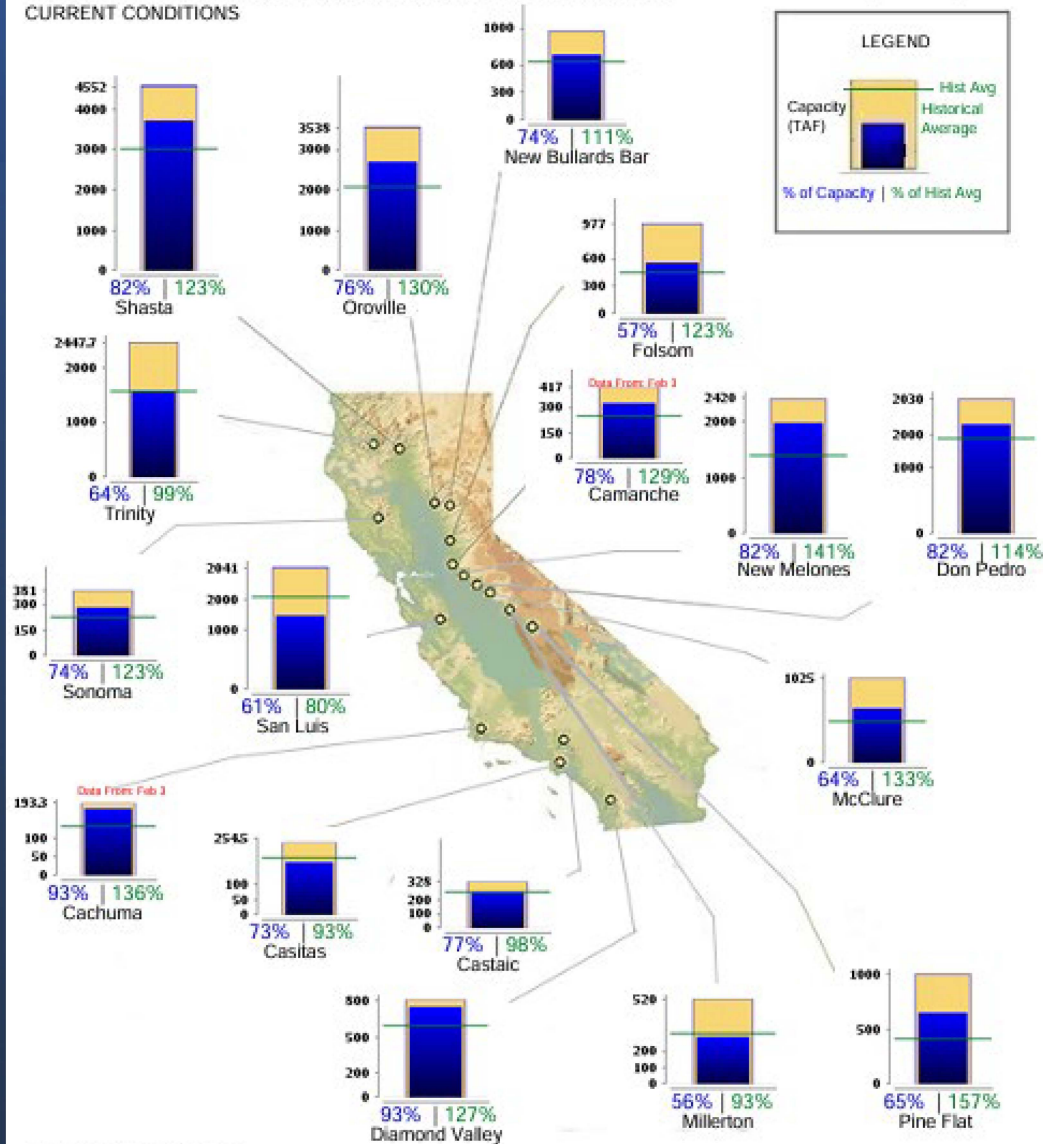 CURRENT CONDITIONS
LEGEND
Hist Avg
Capacity
(TAF)
Historical
Average
% of Capacity | % of Hist Avg
1000
600
300
0
74% | 111%
New Bullards Bar
4552
4000
3000
2000
1000
0
82% | 123%
Shasta
3538
3000
2000
1000
0
76% | 130%
Oroville
977
600
300
0
57% | 123%
Folsom
2447.7
2000
1000
0
64% | 99%
Trinity
Data From: Feb 3
417
300
150
0
78% | 129%
Camanche
2420
2000
1000
0
82% | 141%
New Melones
2030
2000
1000
0
82% | 114%
Don Pedro
381
300
150
0
74% | 123%
Sonoma
2041
2000
1000
0
61% | 80%
San Luis
1025
0
64% | 133%
McClure
Data From: Feb 3
193.3
100
50
0
93% | 136%
Cachuma
254.5
100
50
0
73% | 93%
Casitas
325
200
100
0
77% | 98%
Castaic
800
500
200
0
93% | 127%
Diamond Valley
520
200
100
0
56% | 93%
Millerton
1000
500
0
65% | 157%
Pine Flat